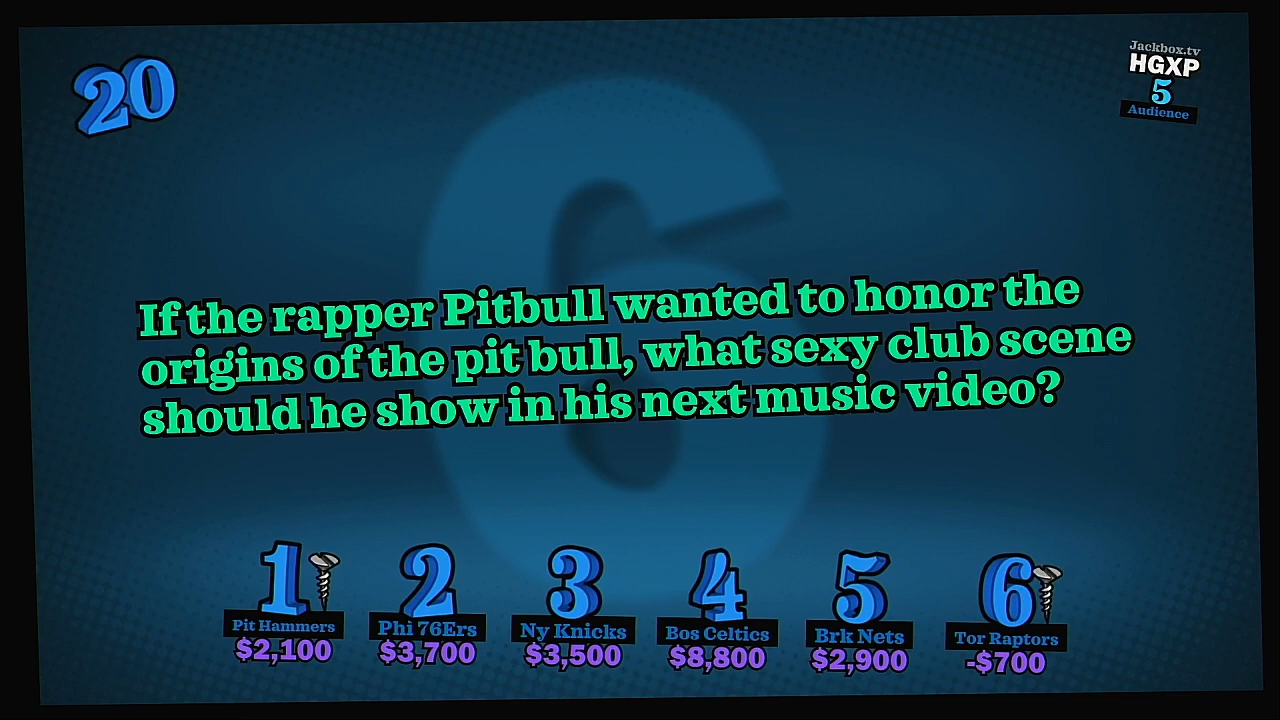 20
Jackbox.tv
HGXP
5
Audience
6
If the rapper Pitbull wanted to honor the
origins of the pit bull, what sexy club scene
should he show in his next music video?
1 2 3 4 5 6
Pit Hammers Phi 76Ers Ny Knicks Bos Celtics Brk Nets Tor Raptors
$2,100 $3,700 $3,500 $8,800 $2,900 -$700